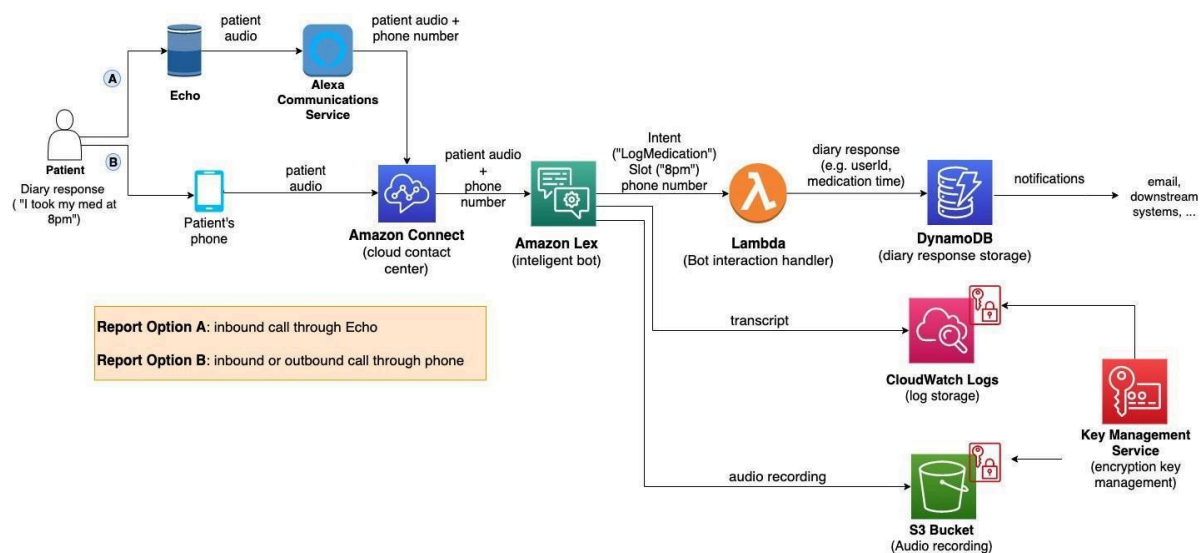 patient
audio
patient audio +
phone number
A
Echo
Alexa
Communications
Service
B
Patient
Diary response
( "I took my med at
8pm")
Patient's
phone
patient
audio
Amazon Connect
(cloud contact
center)
patient audio
+
phone
number
Amazon Lex
(inteligent bot)
Intent
("LogMedication")
Slot ("8pm")
phone number
Lambda
(Bot interaction handler)
diary response
(e.g. userId,
medication time)
DynamoDB
(diary response storage)
notifications
email,
downstream
systems, ...
Report Option A: inbound call through Echo
Report Option B: inbound or outbound call through phone
transcript
CloudWatch Logs
(log storage)
Key Management
Service
(encryption key
management)
audio recording
S3 Bucket
(Audio recording)